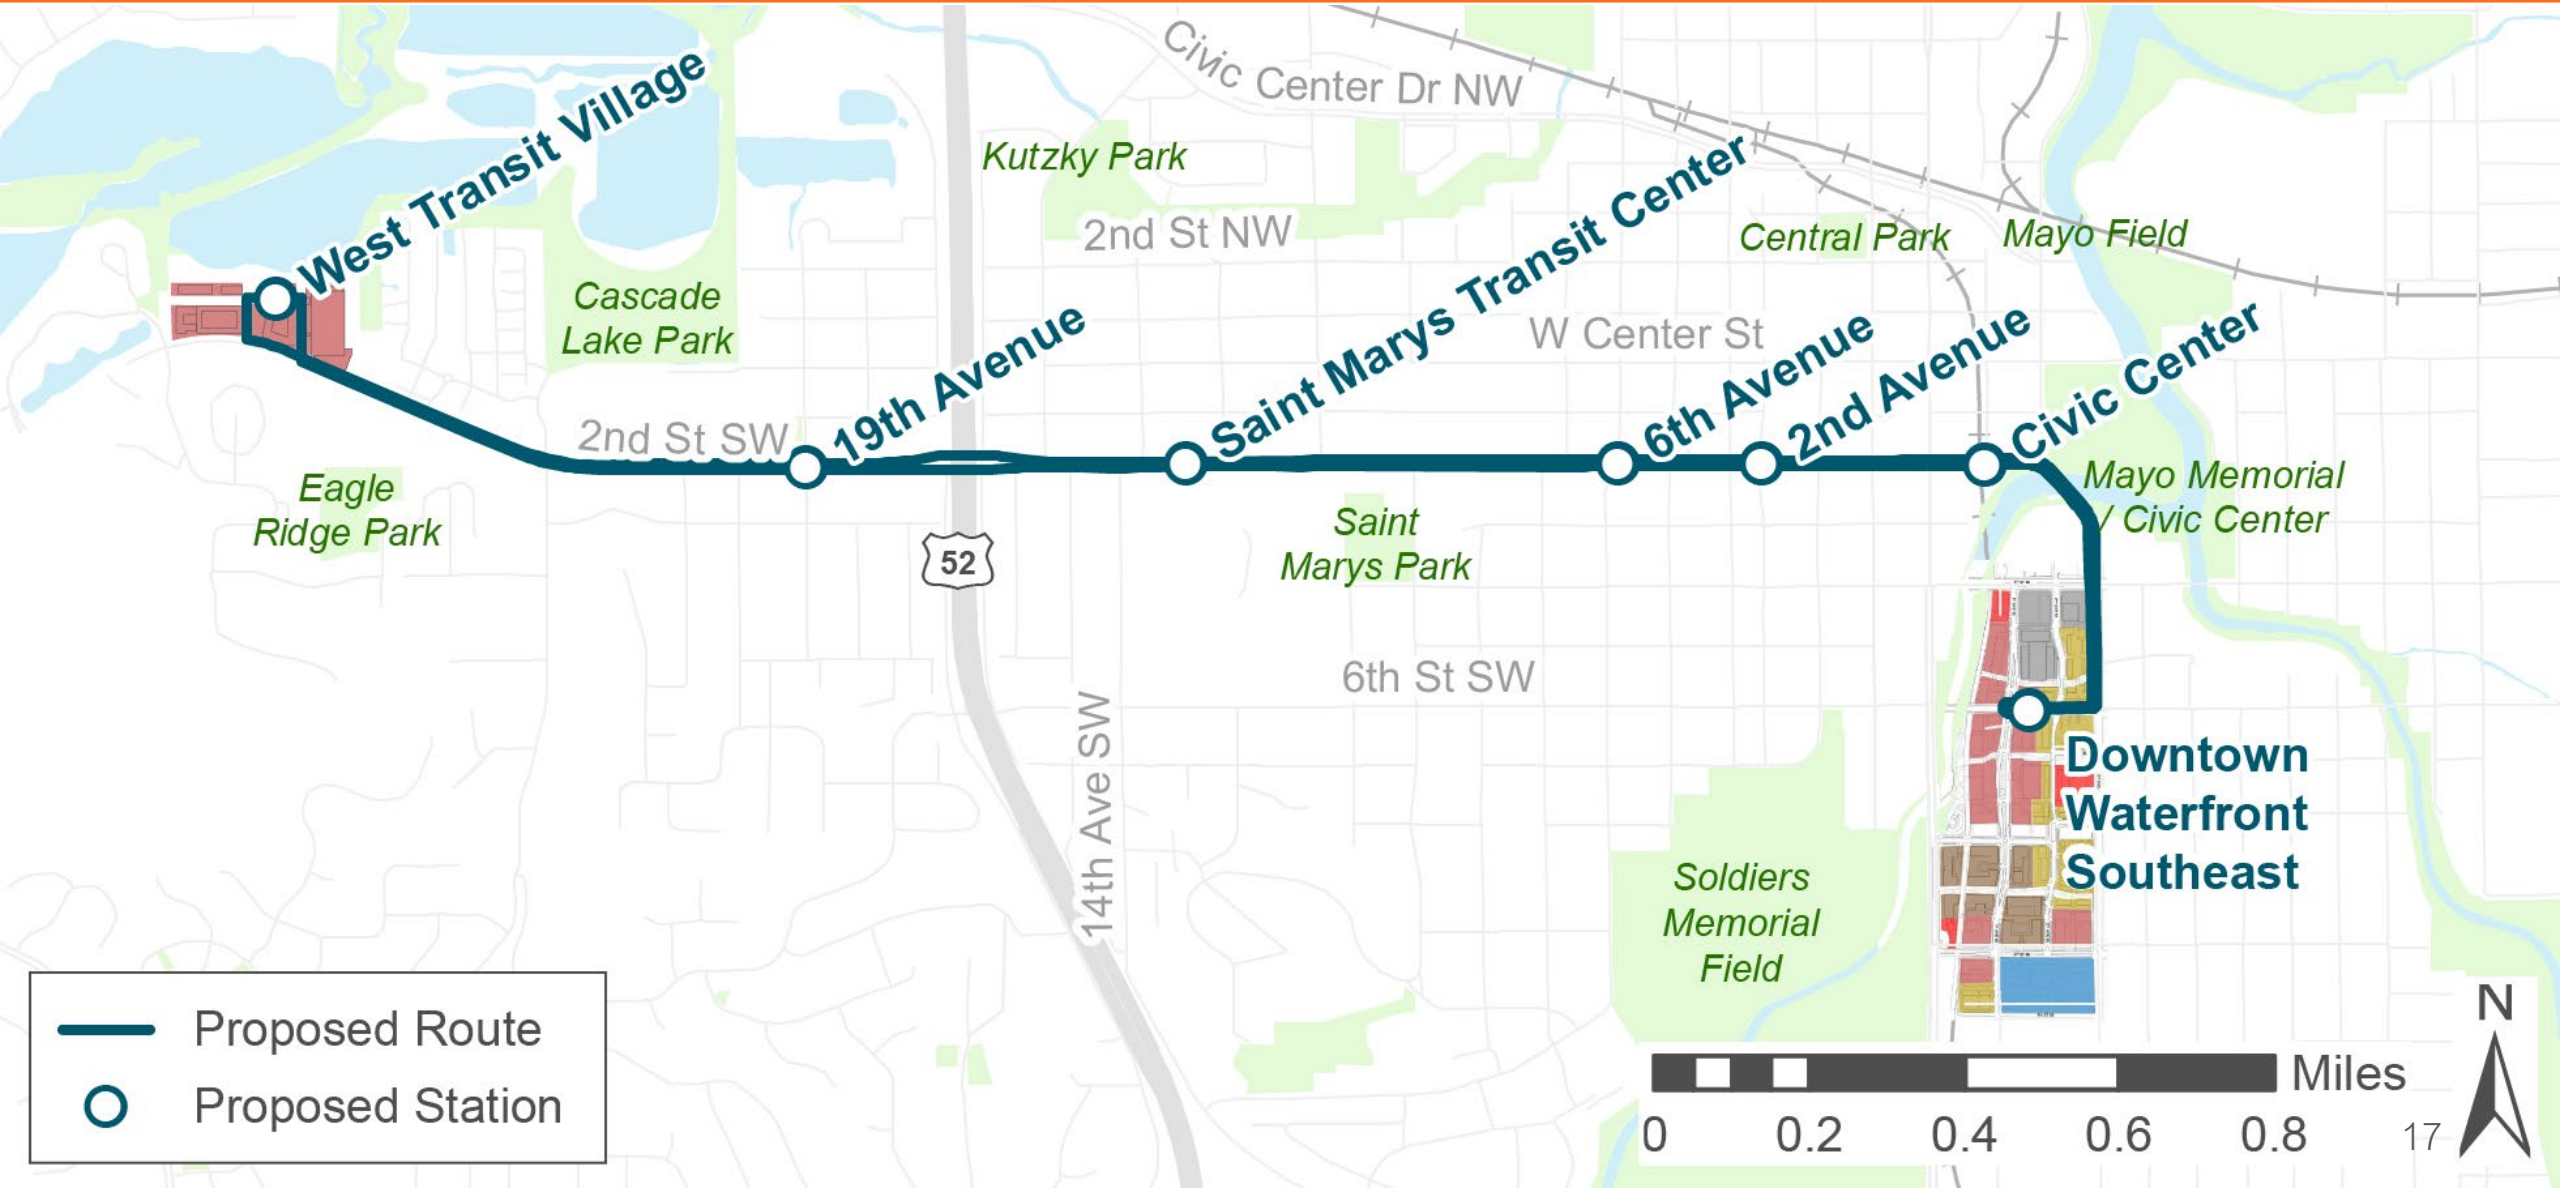 Civic Center Dr NW
West Transit Village
Kutzky Park
2nd St NW
Saint Marys Transit Center
Central Park
Mayo Field
Cascade
Lake Park
19th Avenue
W Center St
6th Avenue
2nd Avenue
Civic Center
2nd St SW
Eagle
Ridge Park
52
Saint
Marys Park
Mayo Memorial
/ Civic Center
6th St SW
14th Ave SW
Downtown
Waterfront
Southeast
Soldiers
Memorial
Field
Proposed Route
Proposed Station
Miles
0 0.2 0.4 0.6 0.8
17
N